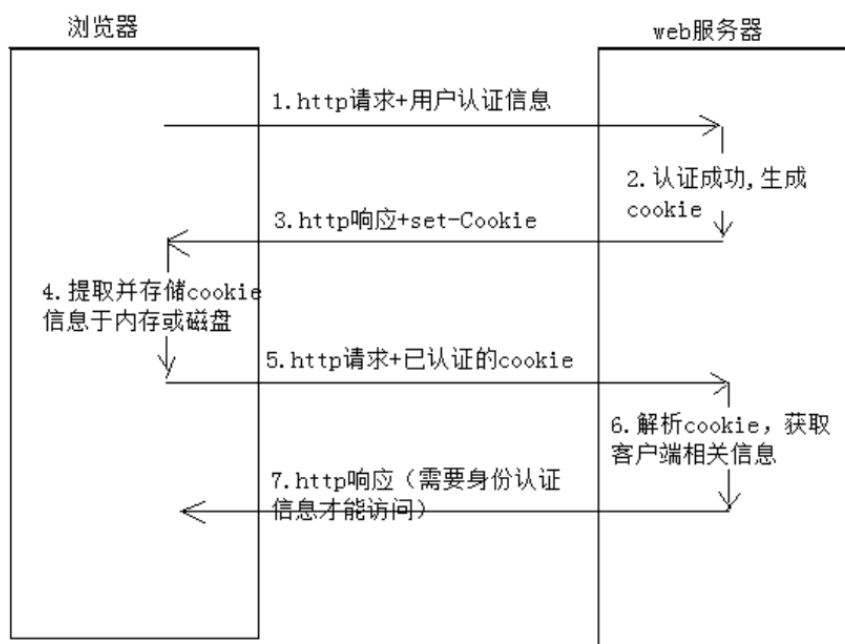 浏览器
web服务器
1.http请求+用户认证信息
2.认证成功,生成
cookie
3.http响应+set-Cookie
4.提取并存储cookie
信息于内存或磁盘
5.http请求+已认证的cookie
6.解析cookie，获取
客户端相关信息
7.http响应（需要身份认证
信息才能访问）